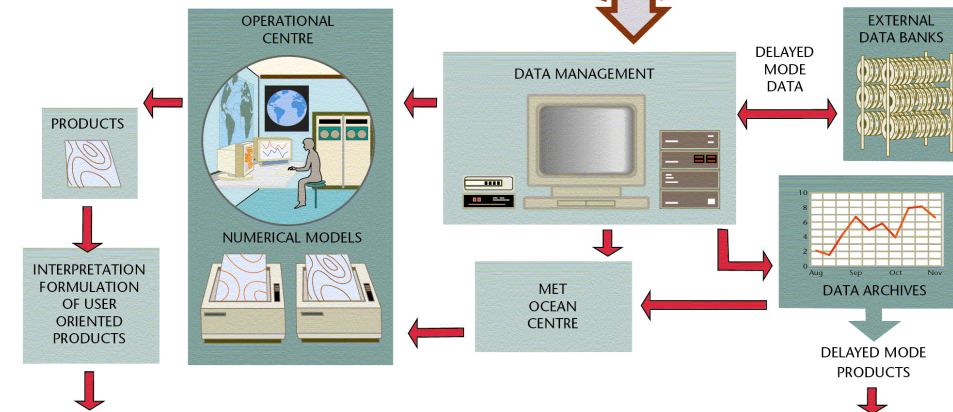 OPERATIONAL
CENTRE
EXTERNAL
DATA BANKS
DELAYED
MODE
DATA
DATA MANAGEMENT
PRODUCTS
NUMERICAL MODELS
INTERPRETATION
FORMULATION
OF USER
ORIENTED
PRODUCTS
MET
OCEAN
CENTRE
10
8
6
4
2
0
Aug Sep Oct Nov
DATA ARCHIVES
DELAYED MODE
PRODUCTS